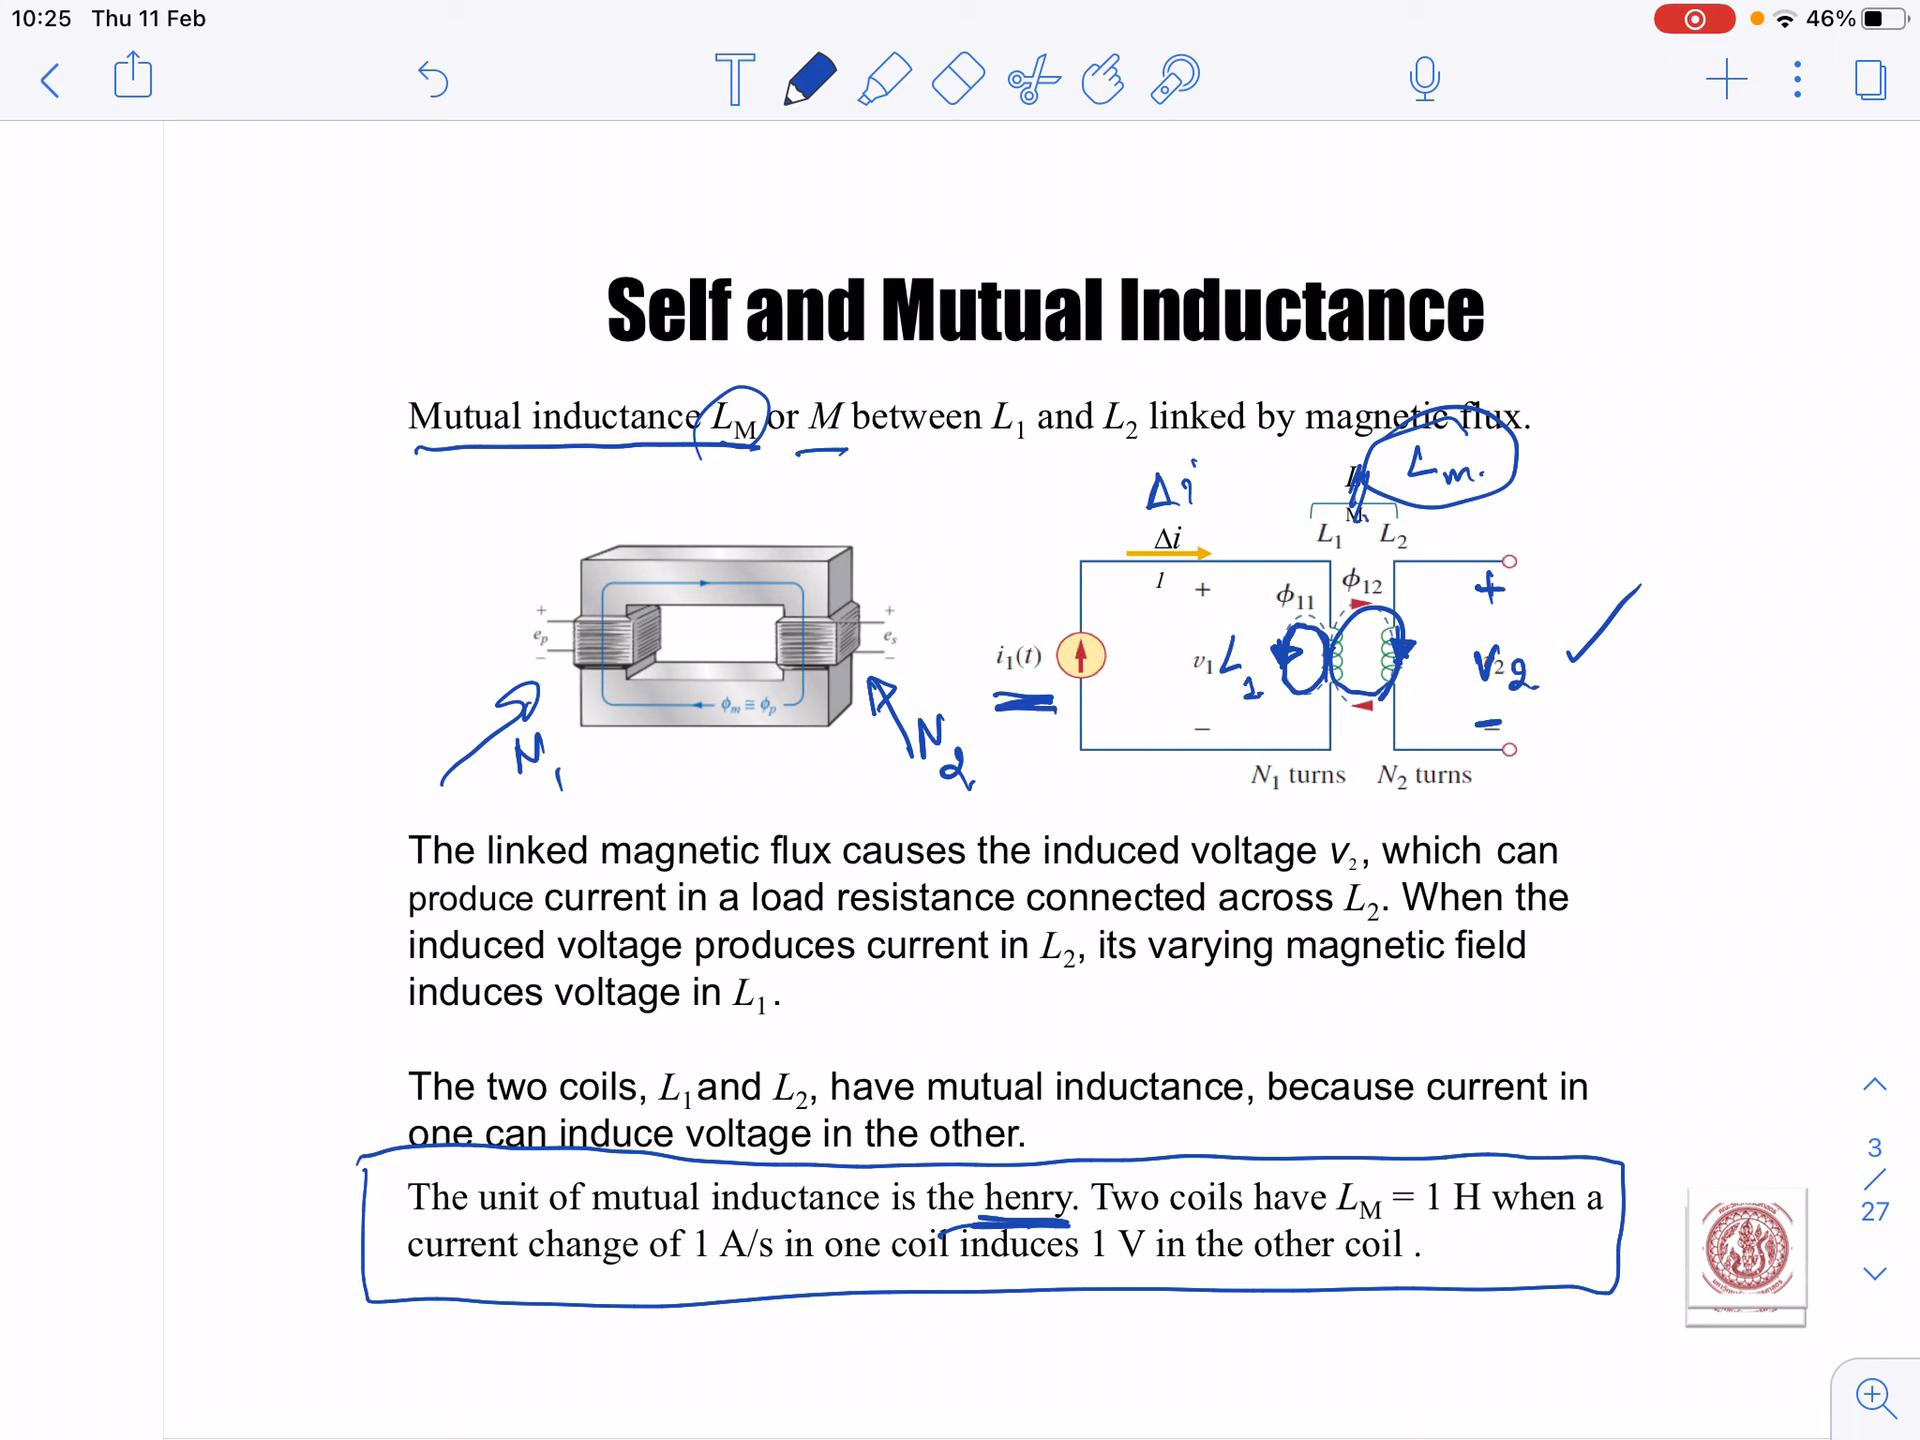 10:25 Thu 11 Feb
46%
T
Self and Mutual Inductance
Mutual inductance L_M or M between L_1 and L_2 linked by magnetic flux.
Δi
L_m.
M
L_1 L_2
Δi
1
+
ϕ_11
ϕ_12
+
+
e_p
−
+
e_s
−
i_1(t)
v_1
L_1
v_2
ϕ_m ≅ ϕ_p
−
N_1
N_2
N_1 turns N_2 turns
The linked magnetic flux causes the induced voltage v_2, which can
produce current in a load resistance connected across L_2. When the
induced voltage produces current in L_2, its varying magnetic field
induces voltage in L_1.
The two coils, L_1 and L_2, have mutual inductance, because current in
one can induce voltage in the other.
The unit of mutual inductance is the henry. Two coils have L_M = 1 H when a
current change of 1 A/s in one coil induces 1 V in the other coil .
3
/
27